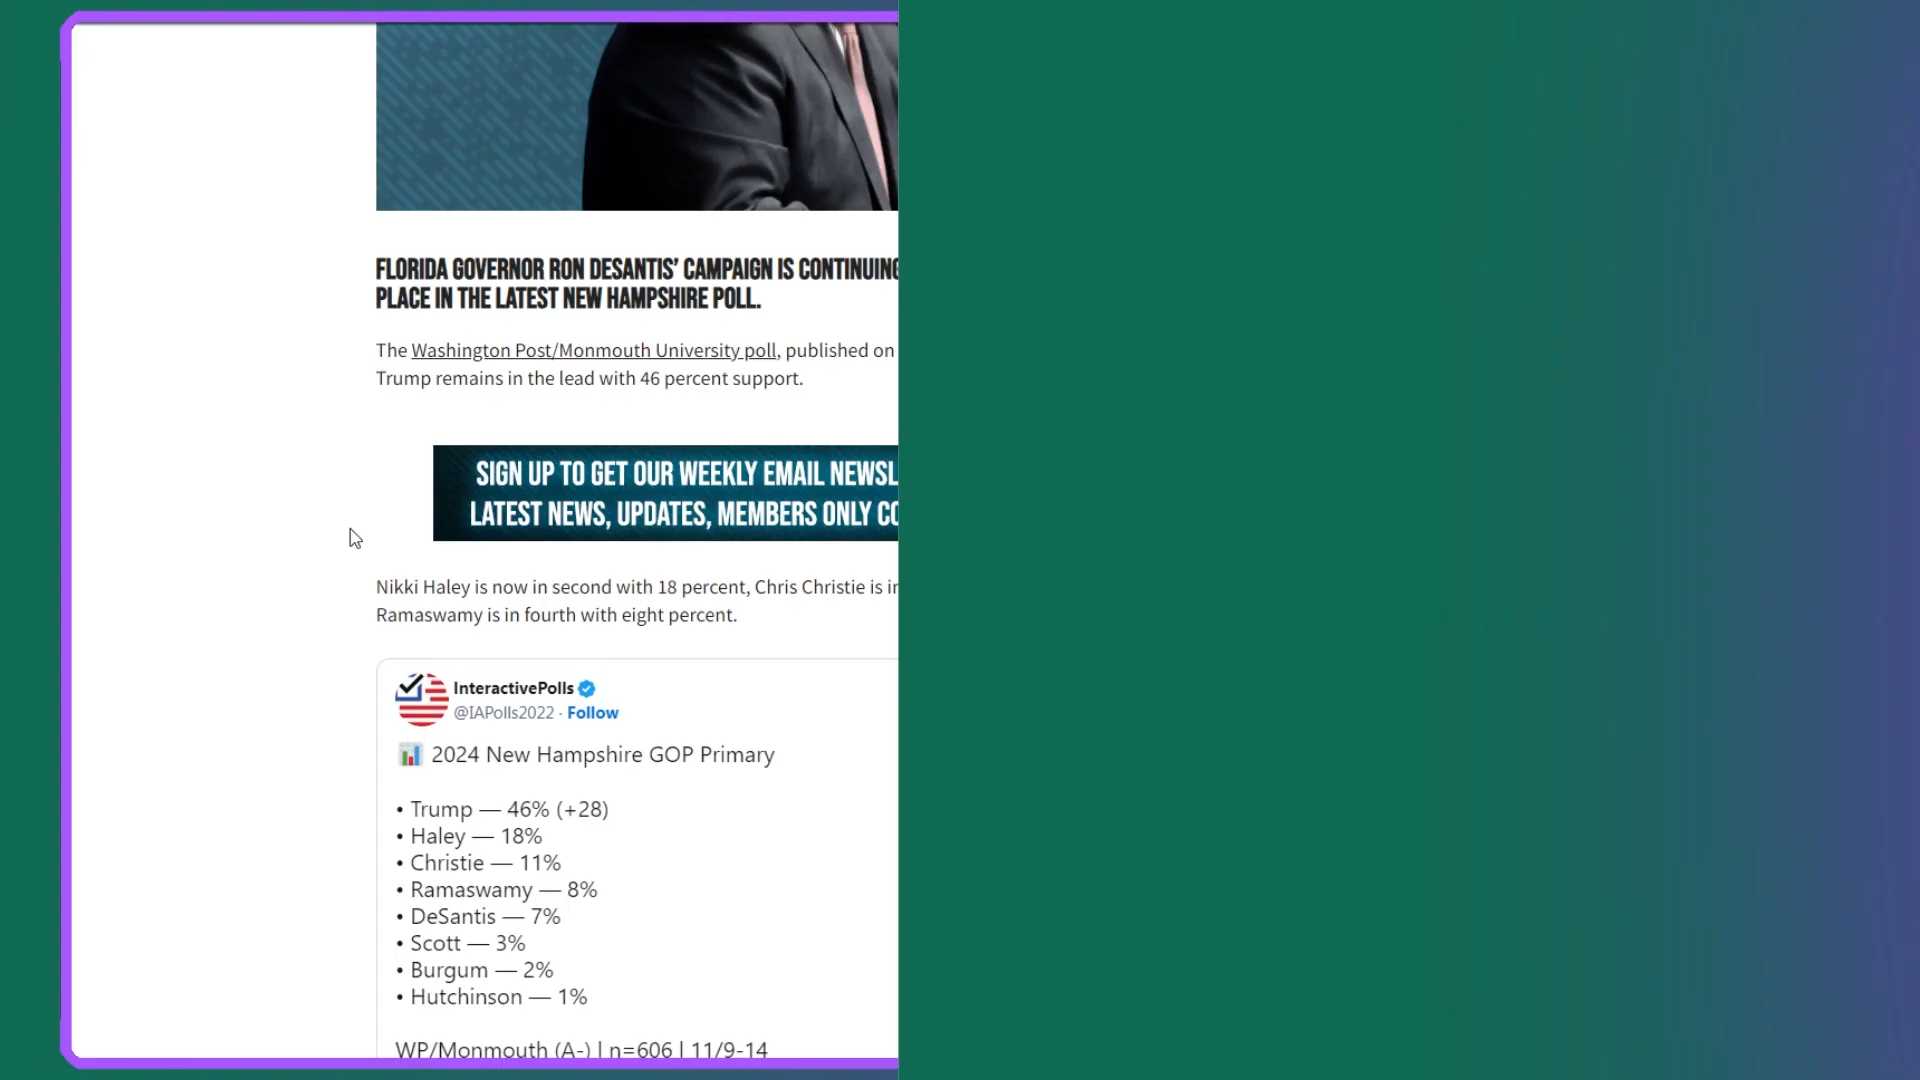 FLORIDA GOVERNOR RON DESANTIS’ CAMPAIGN IS CONTINUING
PLACE IN THE LATEST NEW HAMPSHIRE POLL.
The Washington Post/Monmouth University poll, published on
Trump remains in the lead with 46 percent support.
SIGN UP TO GET OUR WEEKLY EMAIL
LATEST NEWS, UPDATES, MEMBERS ONLY
Nikki Haley is now in second with 18 percent, Chris Christie is
Ramaswamy is in fourth with eight percent.
InteractivePolls
@IAPolls2022 · Follow
2024 New Hampshire GOP Primary
• Trump — 46% (+28)
• Haley — 18%
• Christie — 11%
• Ramaswamy — 8%
• DeSantis — 7%
• Scott — 3%
• Burgum — 2%
• Hutchinson — 1%
WP/Monmouth (A-) | n=606 | 11/9-14